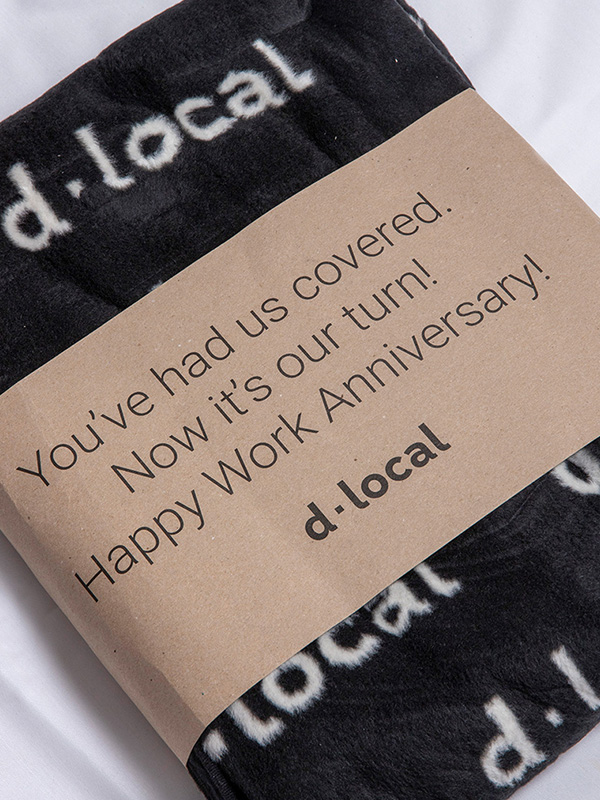 d·local
You've had us covered.
Now it's our turn!
Happy Work Anniversary!
d·local
·local
d·l